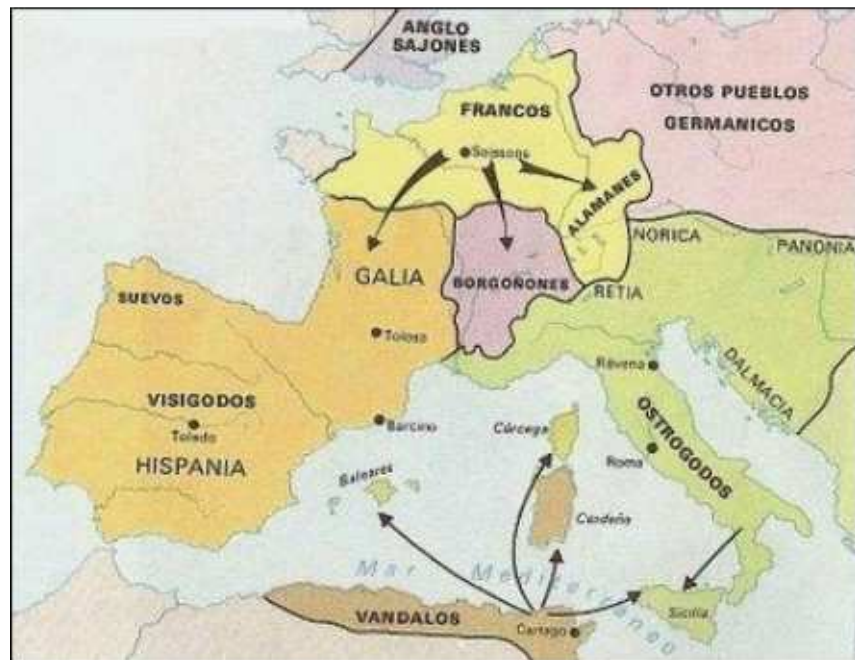 ANGLO
SAJONES
OTROS PUEBLOS
GERMANICOS
FRANCOS
Soissons
ALAMANES
NORICA
PANONIA
GALIA
BORGOÑONES
RETIA
SUEVOS
Tolosa
Ravena
DALMACIA
VISIGODOS
Toledo
Barcino
Córcega
OSTROGODOS
HISPANIA
Roma
Baleares
Cerdeña
Mar Mediterraneo
Sicilia
VANDALOS
Cartago